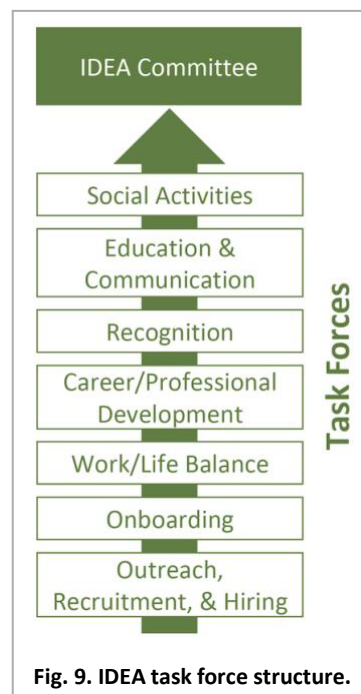 IDEA Committee
Social Activities
Education &
Communication
Recognition
Career/Professional
Development
Work/Life Balance
Onboarding
Outreach,
Recruitment, & Hiring
Task Forces
Fig. 9. IDEA task force structure.